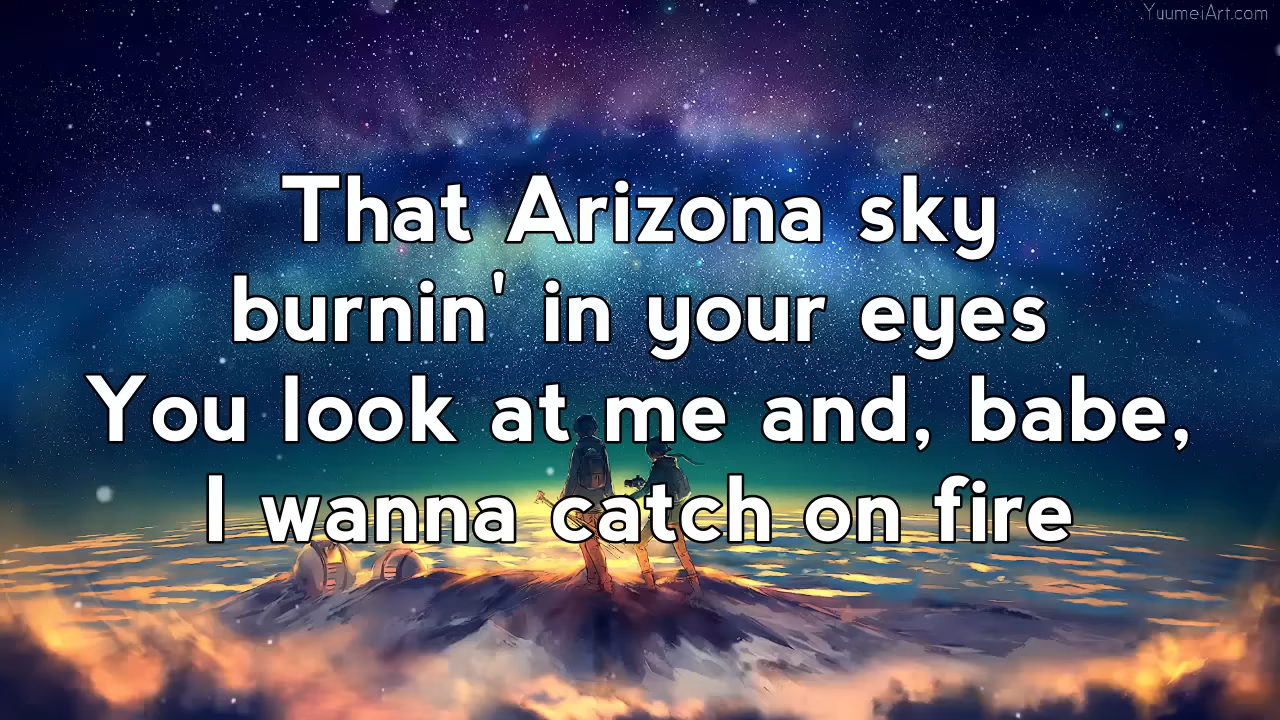 YuumeiArt.com
That Arizona sky
burnin' in your eyes
You look at me and, babe,
I wanna catch on fire